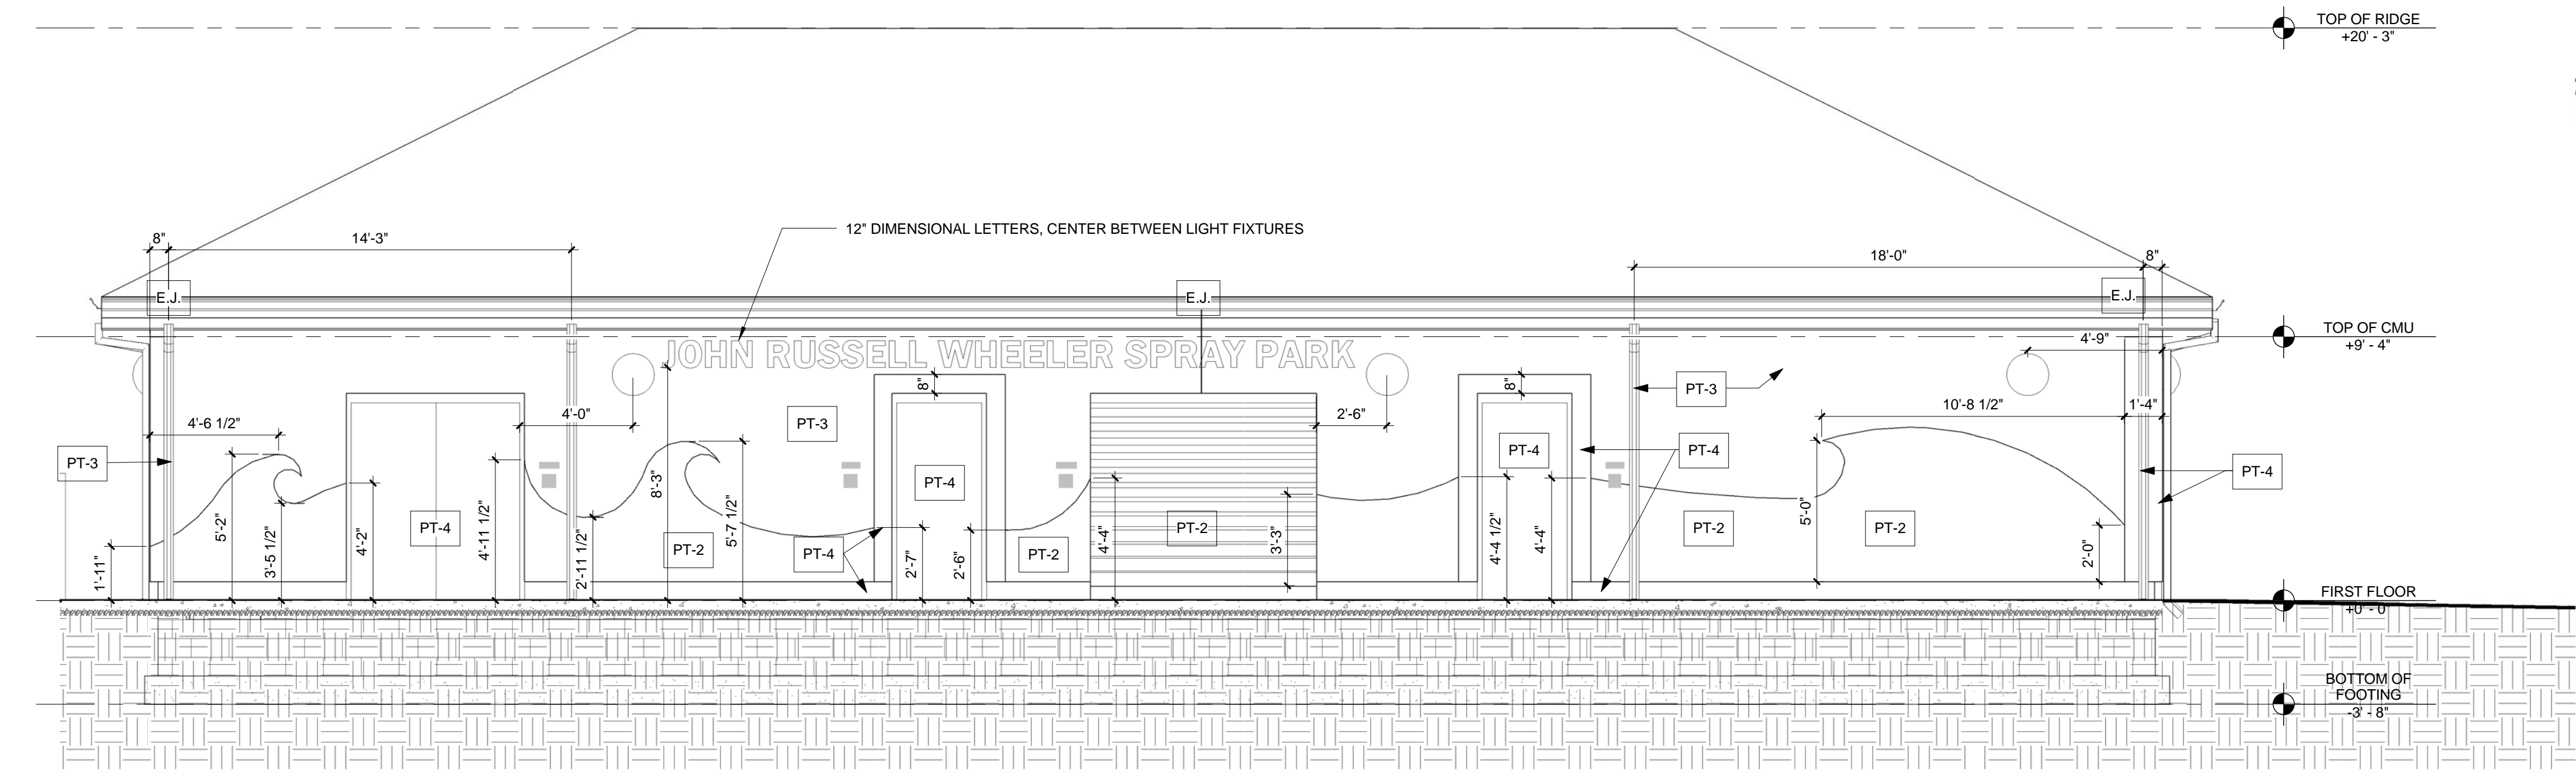 TOP OF RIDGE
+20' - 3"
12" DIMENSIONAL LETTERS, CENTER BETWEEN LIGHT FIXTURES
8"
14'-3"
18'-0"
8"
E.J.
E.J.
E.J.
TOP OF CMU
+9' - 4"
4'-9"
JOHN RUSSELL WHEELER SPRAY PARK
8"
8"
PT-3
4'-6 1/2"
4'-0"
PT-3
2'-6"
10'-8 1/2"
1'-4"
PT-3
PT-4
PT-4
PT-4
PT-4
8'-3"
1'-11"
5'-2"
3'-5 1/2"
4'-2"
PT-4
4'-11 1/2"
2'-11 1/2"
PT-2
5'-7 1/2"
PT-4
2'-7"
2'-6"
PT-2
4'-4"
PT-2
3'-3"
4'-4 1/2"
4'-4"
PT-2
5'-0"
PT-2
2'-0"
FIRST FLOOR
+0' - 0"
BOTTOM OF
FOOTING
-3' - 8"